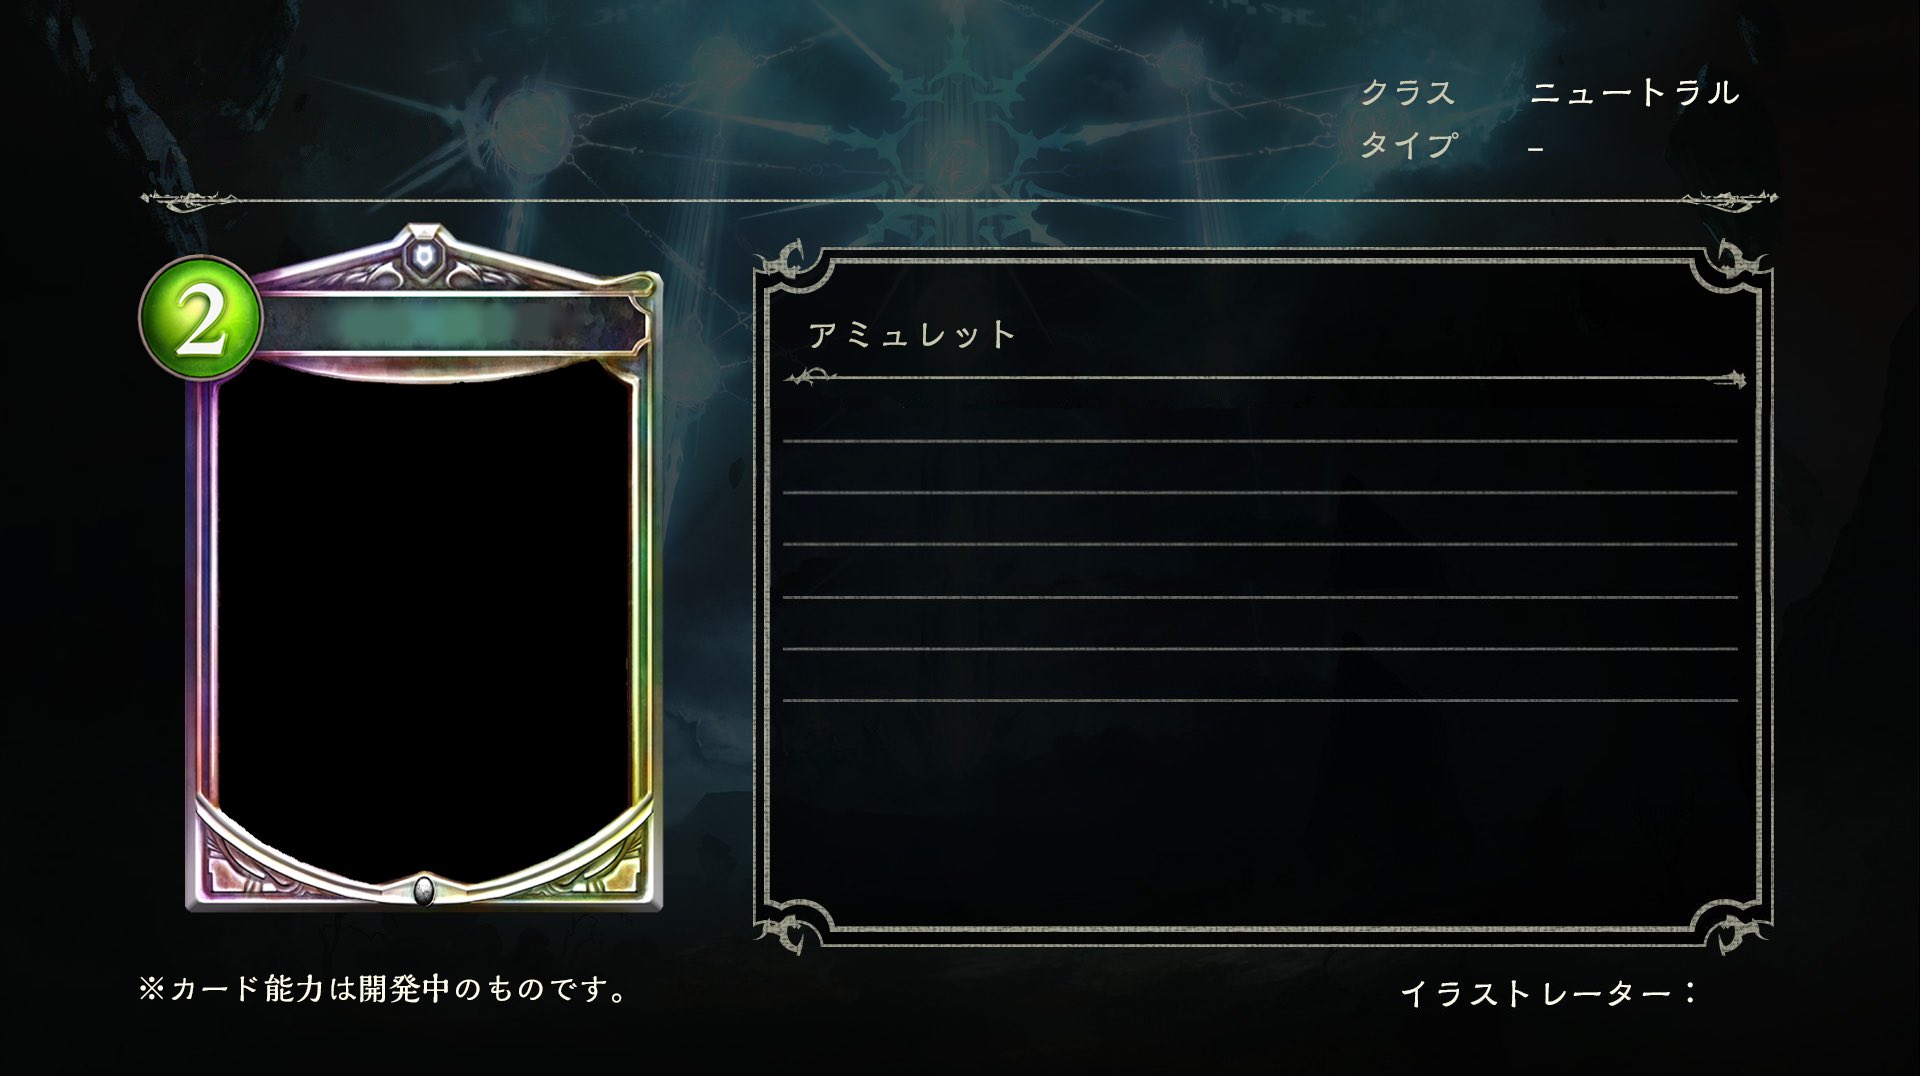 クラス ニュートラル
タイプ –
2
アミュレット
※カード能力は開発中のものです。
イラストレーター：